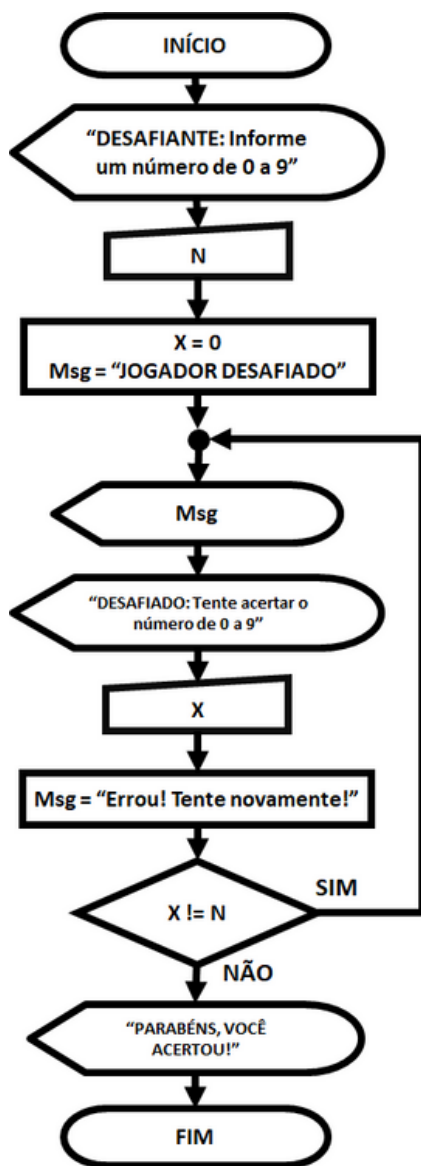 INÍCIO
“DESAFIANTE: Informe
um número de 0 a 9”
N
X = 0
Msg = “JOGADOR DESAFIADO”
Msg
“DESAFIADO: Tente acertar o
número de 0 a 9”
X
Msg = “Errou! Tente novamente!”
X != N
SIM
NÃO
“PARABÉNS, VOCÊ
ACERTOU!”
FIM